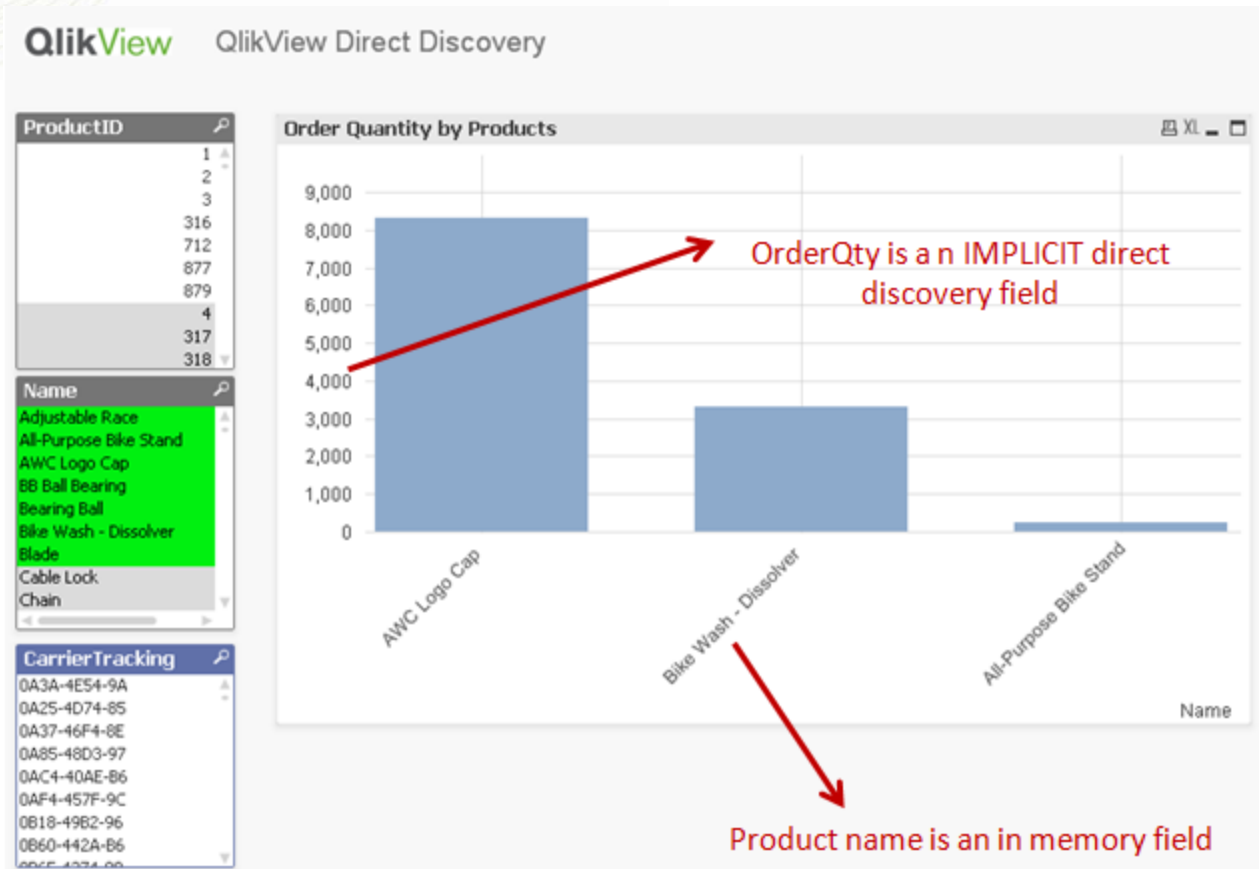 QlikView QlikView Direct Discovery
ProductID
1
2
3
316
712
877
879
4
317
318
Name
Adjustable Race
All-Purpose Bike Stand
AWC Logo Cap
BB Ball Bearing
Bearing Ball
Bike Wash - Dissolver
Blade
Cable Lock
Chain
CarrierTracking
0A3A-4E54-9A
0A25-4D74-85
0A37-46F4-8E
0A85-48D3-97
0AC4-40AE-B6
0AF4-457F-9C
0B18-49B2-96
0B60-442A-B6
Order Quantity by Products
XL
9,000
8,000
7,000
6,000
5,000
4,000
3,000
2,000
1,000
0
OrderQty is a n IMPLICIT direct
discovery field
AWC Logo Cap
Bike Wash - Dissolver
All-Purpose Bike Stand
Name
Product name is an in memory field